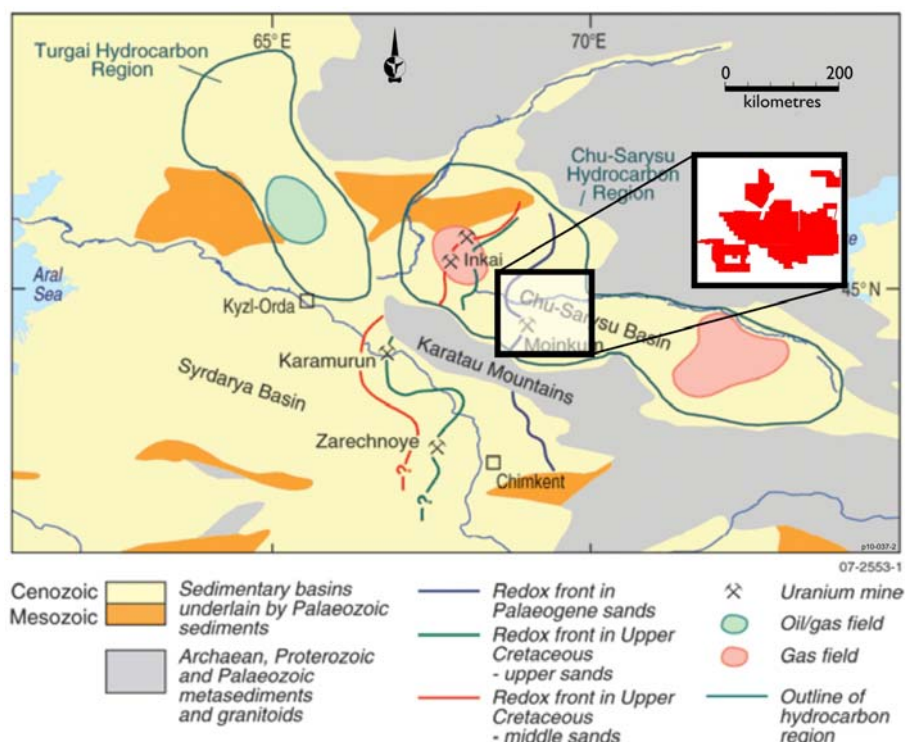 65°E
70°E
Turgai Hydrocarbon
Region
0
200
kilometres
Chu-Sarysu
Hydrocarbon
Region
Inkai
Aral
Sea
Kyzl-Orda
45°N
Chu-Sarysu Basin
Moinkum
Karamurun
Karatau Mountains
Syrdarya Basin
Zarechnoye
Chimkent
-?-
-?
p10-037-2
07-2553-1
Cenozoic
Mesozoic
Sedimentary basins
underlain by Palaeozoic
sediments
Archaean, Proterozoic
and Palaeozoic
metasediments
and granitoids
Redox front in
Palaeogene sands
Redox front in Upper
Cretaceous
- upper sands
Redox front in Upper
Cretaceous
- middle sands
Uranium mine
Oil/gas field
Gas field
Outline of
hydrocarbon
region